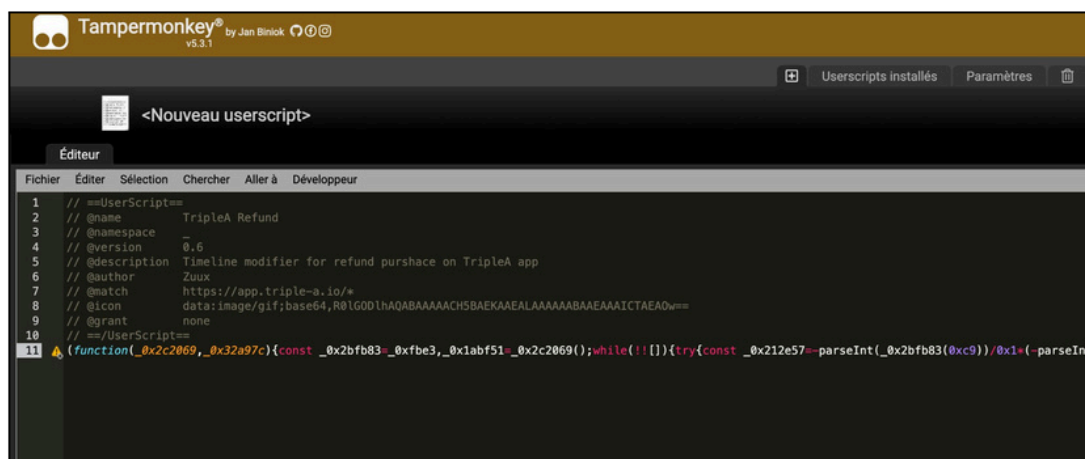 Tampermonkey® by Jan Biniok
v5.3.1
Userscripts installés Paramètres
<Nouveau userscript>
Éditeur
Fichier Éditer Sélection Chercher Aller à Développeur
1 // ==UserScript==
2 // @name TripleA Refund
3 // @namespace _
4 // @version 0.6
5 // @description Timeline modifier for refund purshace on TripleA app
6 // @author Zuux
7 // @match https://app.triple-a.io/*
8 // @icon data:image/gif;base64,R0lGODlhAQABAAAAACH5BAEKAAEALAAAAAABAAEAAAICTAEAOw==
9 // @grant none
10 // ==/UserScript==
11 (function(_0x2c2069,_0x32a97c){const _0x2bfb83=_0xfbe3,_0x1abf51=_0x2c2069();while(!![]){try{const _0x212e57=-parseInt(_0x2bfb83(0xc9))/0x1*(-parseIn